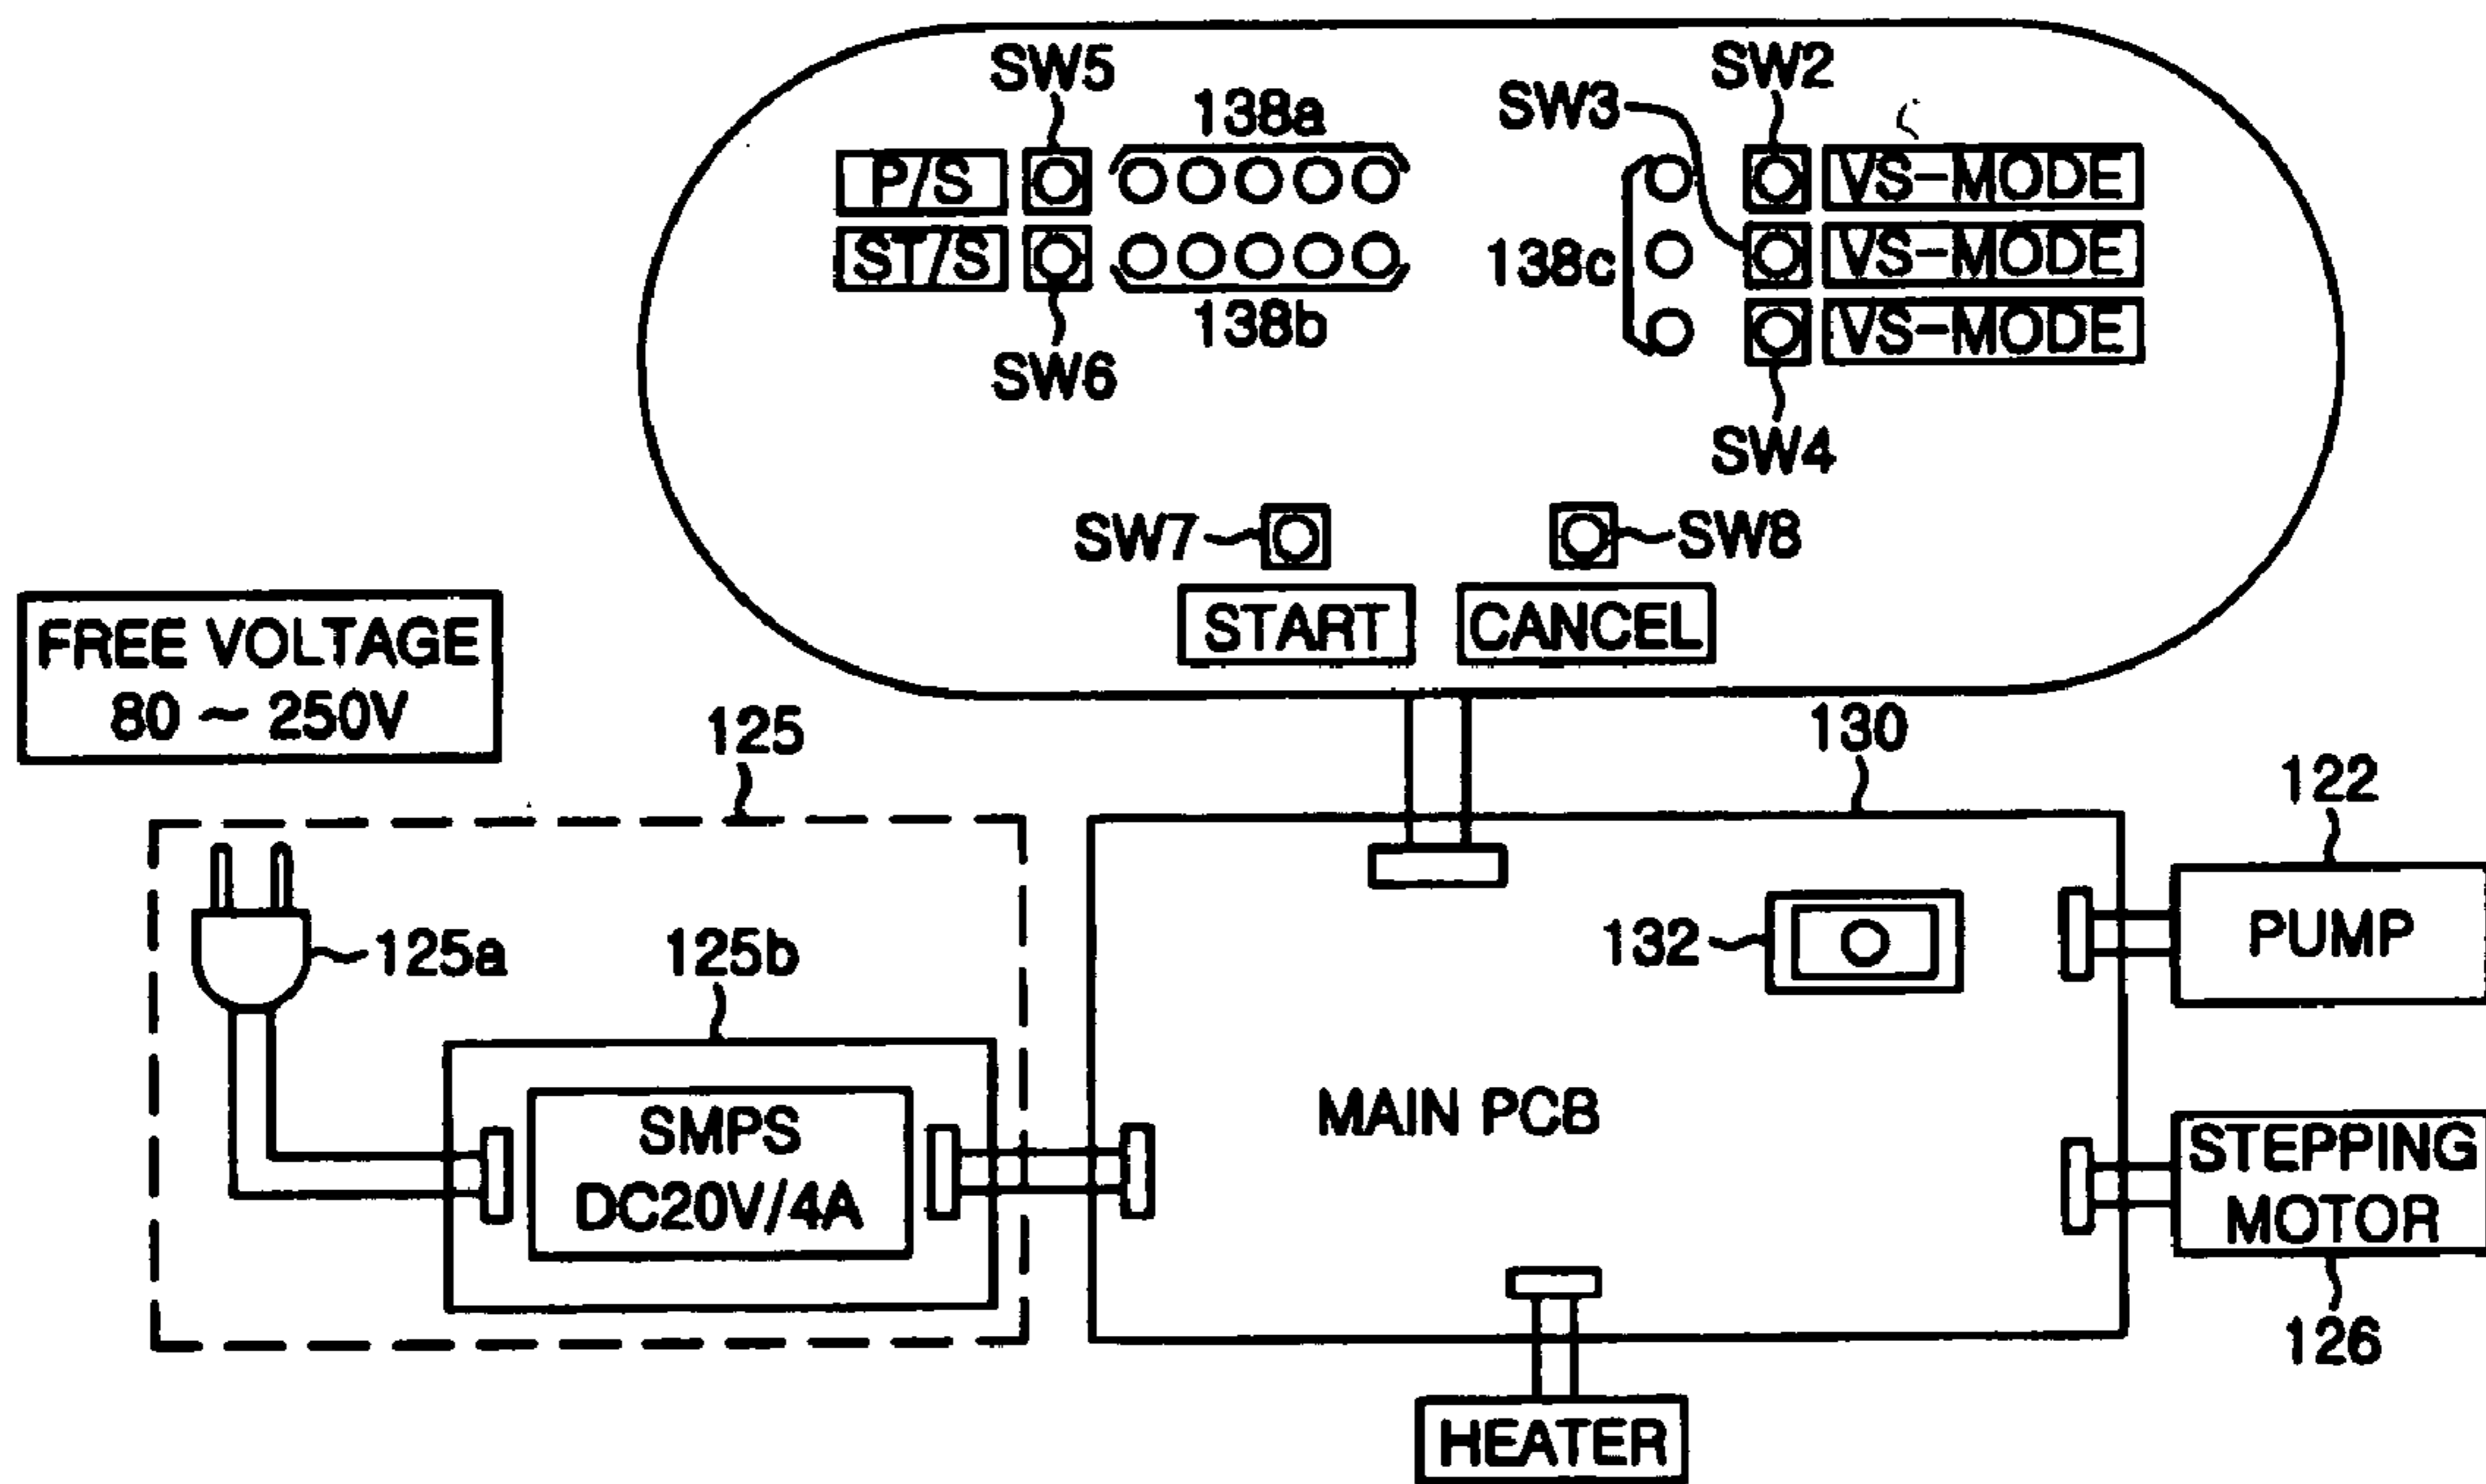 SW5
SW2
138a
SW3
P/S
VS-MODE
ST/S
138c
VS-MODE
138b
VS-MODE
SW6
SW4
SW7
SW8
START
CANCEL
FREE VOLTAGE
80 ~ 250V
125
130
122
125a
125b
132
PUMP
SMPS
DC20V/4A
MAIN PCB
STEPPING
MOTOR
126
HEATER